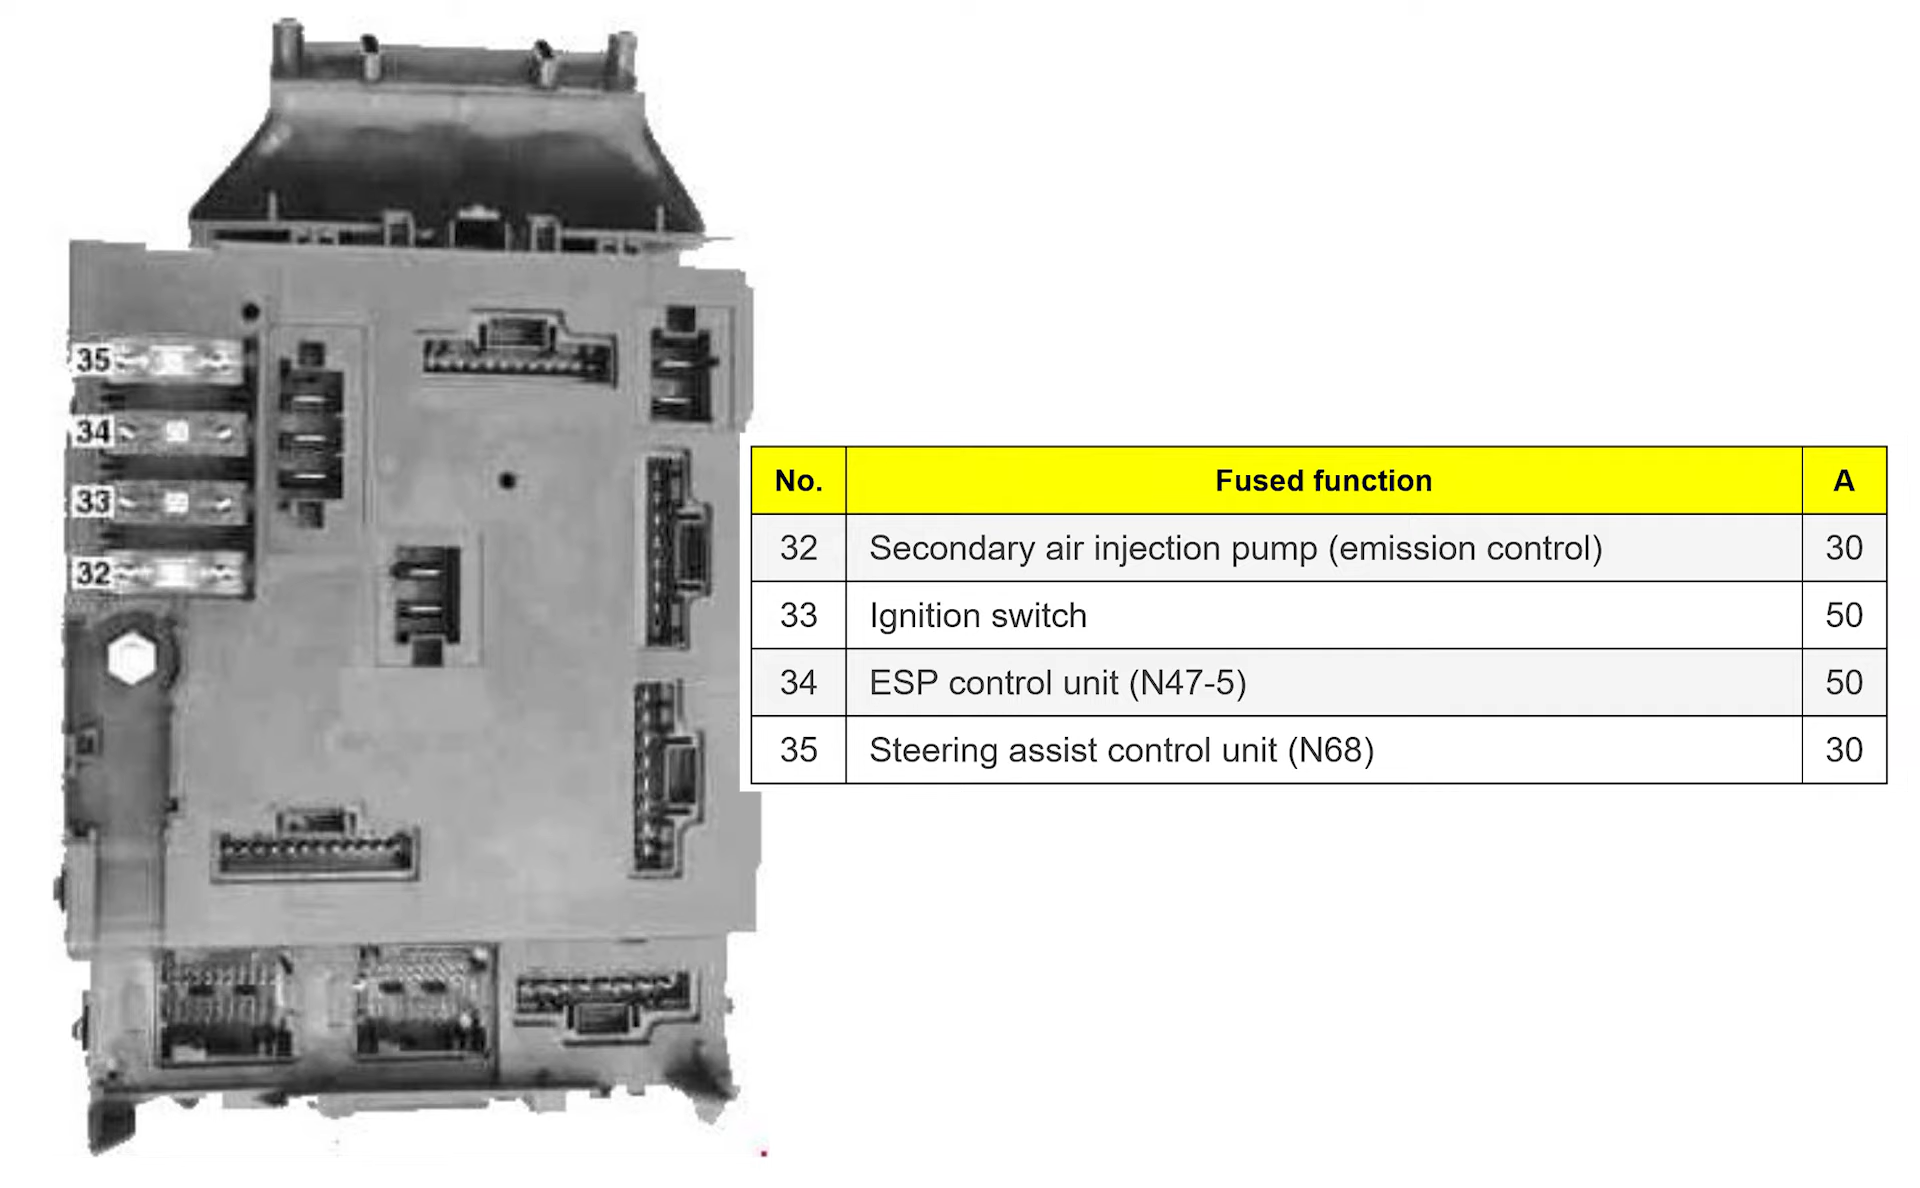 35
34
33
32
No. Fused function A
32 Secondary air injection pump (emission control) 30
33 Ignition switch 50
34 ESP control unit (N47-5) 50
35 Steering assist control unit (N68) 30